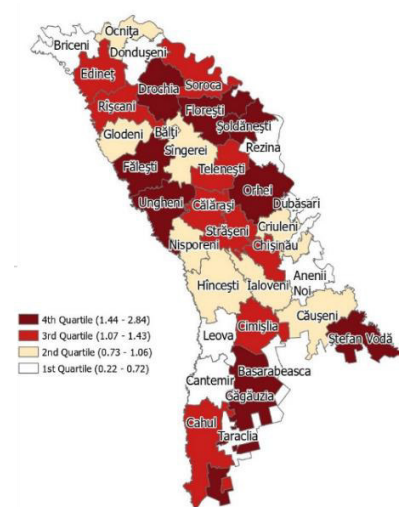 Ocnița
Briceni
Dondușeni
Edineț
Soroca
Drochia
Rîșcani
Florești
Șoldănești
Glodeni
Bălți
Rezina
Sîngerei
Fălești
Telenești
Orhei
Ungheni
Călărași
Dubăsari
Criuleni
Strășeni
Nisporeni
Chișinău
Anenii
Noi
Hîncești
Ialoveni
Căușeni
Ștefan Vodă
Leova
Cimișlia
Basarabeasca
Cantemir
Găgăuzia
Cahul
Taraclia
4th Quartile (1.44 - 2.84)
3rd Quartile (1.07 - 1.43)
2nd Quartile (0.73 - 1.06)
1st Quartile (0.22 - 0.72)